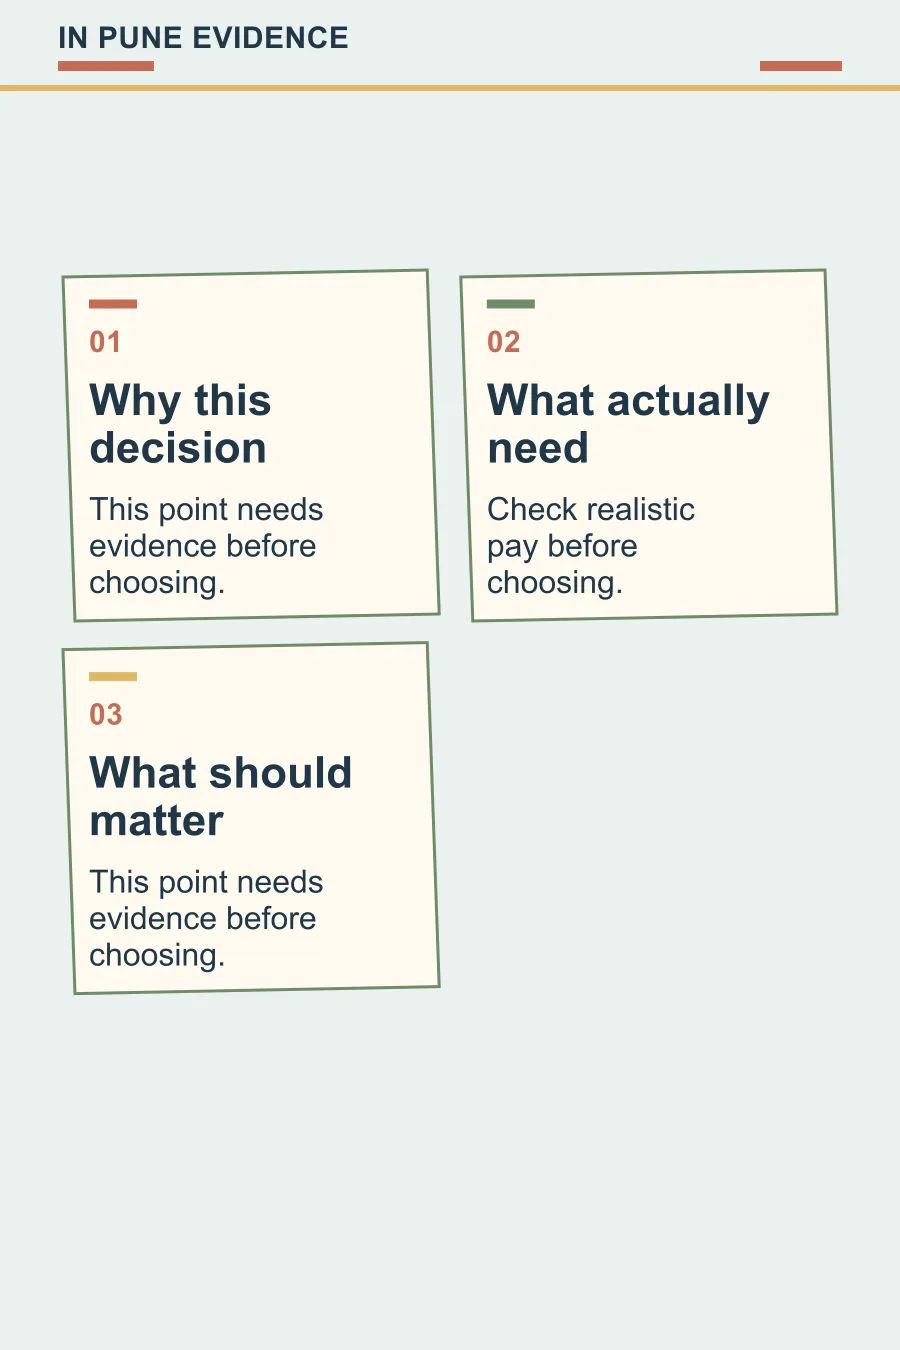 IN PUNE EVIDENCE
01
Why this
decision
This point needs
evidence before
choosing.
02
What actually
need
Check realistic
pay before
choosing.
03
What should
matter
This point needs
evidence before
choosing.